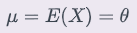 μ = E(X) = θ